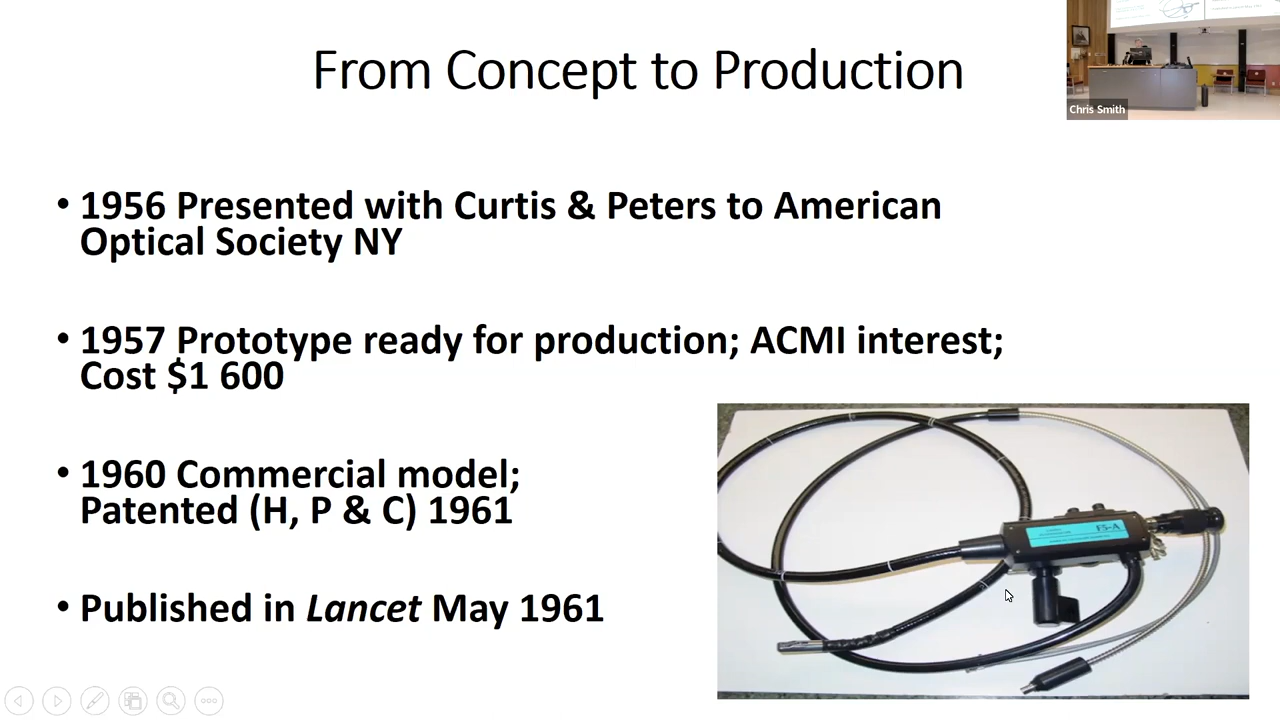 From Concept to Production
Chris Smith
• 1956 Presented with Curtis & Peters to American
Optical Society NY
• 1957 Prototype ready for production; ACMI interest;
Cost $1 600
• 1960 Commercial model;
Patented (H, P & C) 1961
• Published in Lancet May 1961
F5-A